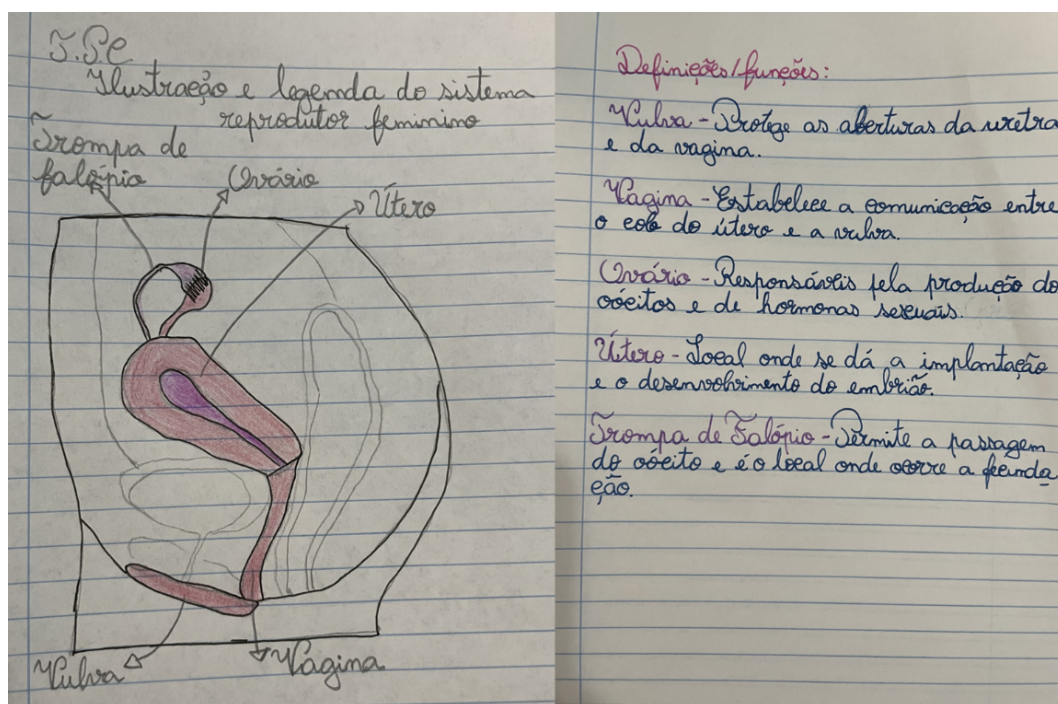 T.P.C
Ilustração e legenda do sistema
reprodutor feminino
Trompa de
falópio
Ovário
Útero
Vulva
Vagina
Definições/funções:
Vulva - Protege as aberturas da uretra
e da vagina.
Vagina - Estabelece a comunicação entre
o colo do útero e a vulva.
Ovário - Responsáveis pela produção do
oócitos e de hormonas sexuais.
Útero - Local onde se dá a implantação
e o desenvolvimento do embrião.
Trompa de Falópio - Permite a passagem
do oócito e é o local onde ocorre a fecunda
ção.